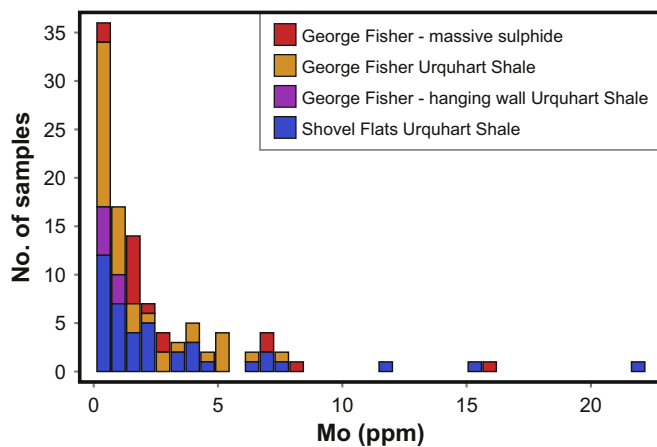 George Fisher - massive sulphide
George Fisher Urquhart Shale
George Fisher - hanging wall Urquhart Shale
Shovel Flats Urquhart Shale
No. of samples
35
30
25
20
15
10
5
0
0 5 10 15 20
Mo (ppm)